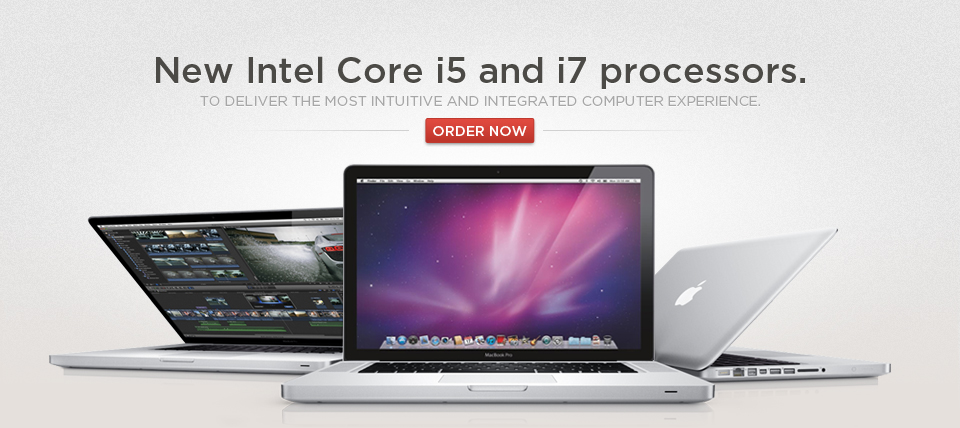 New Intel Core i5 and i7 processors.
TO DELIVER THE MOST INTUITIVE AND INTEGRATED COMPUTER EXPERIENCE.
ORDER NOW
MacBook Pro